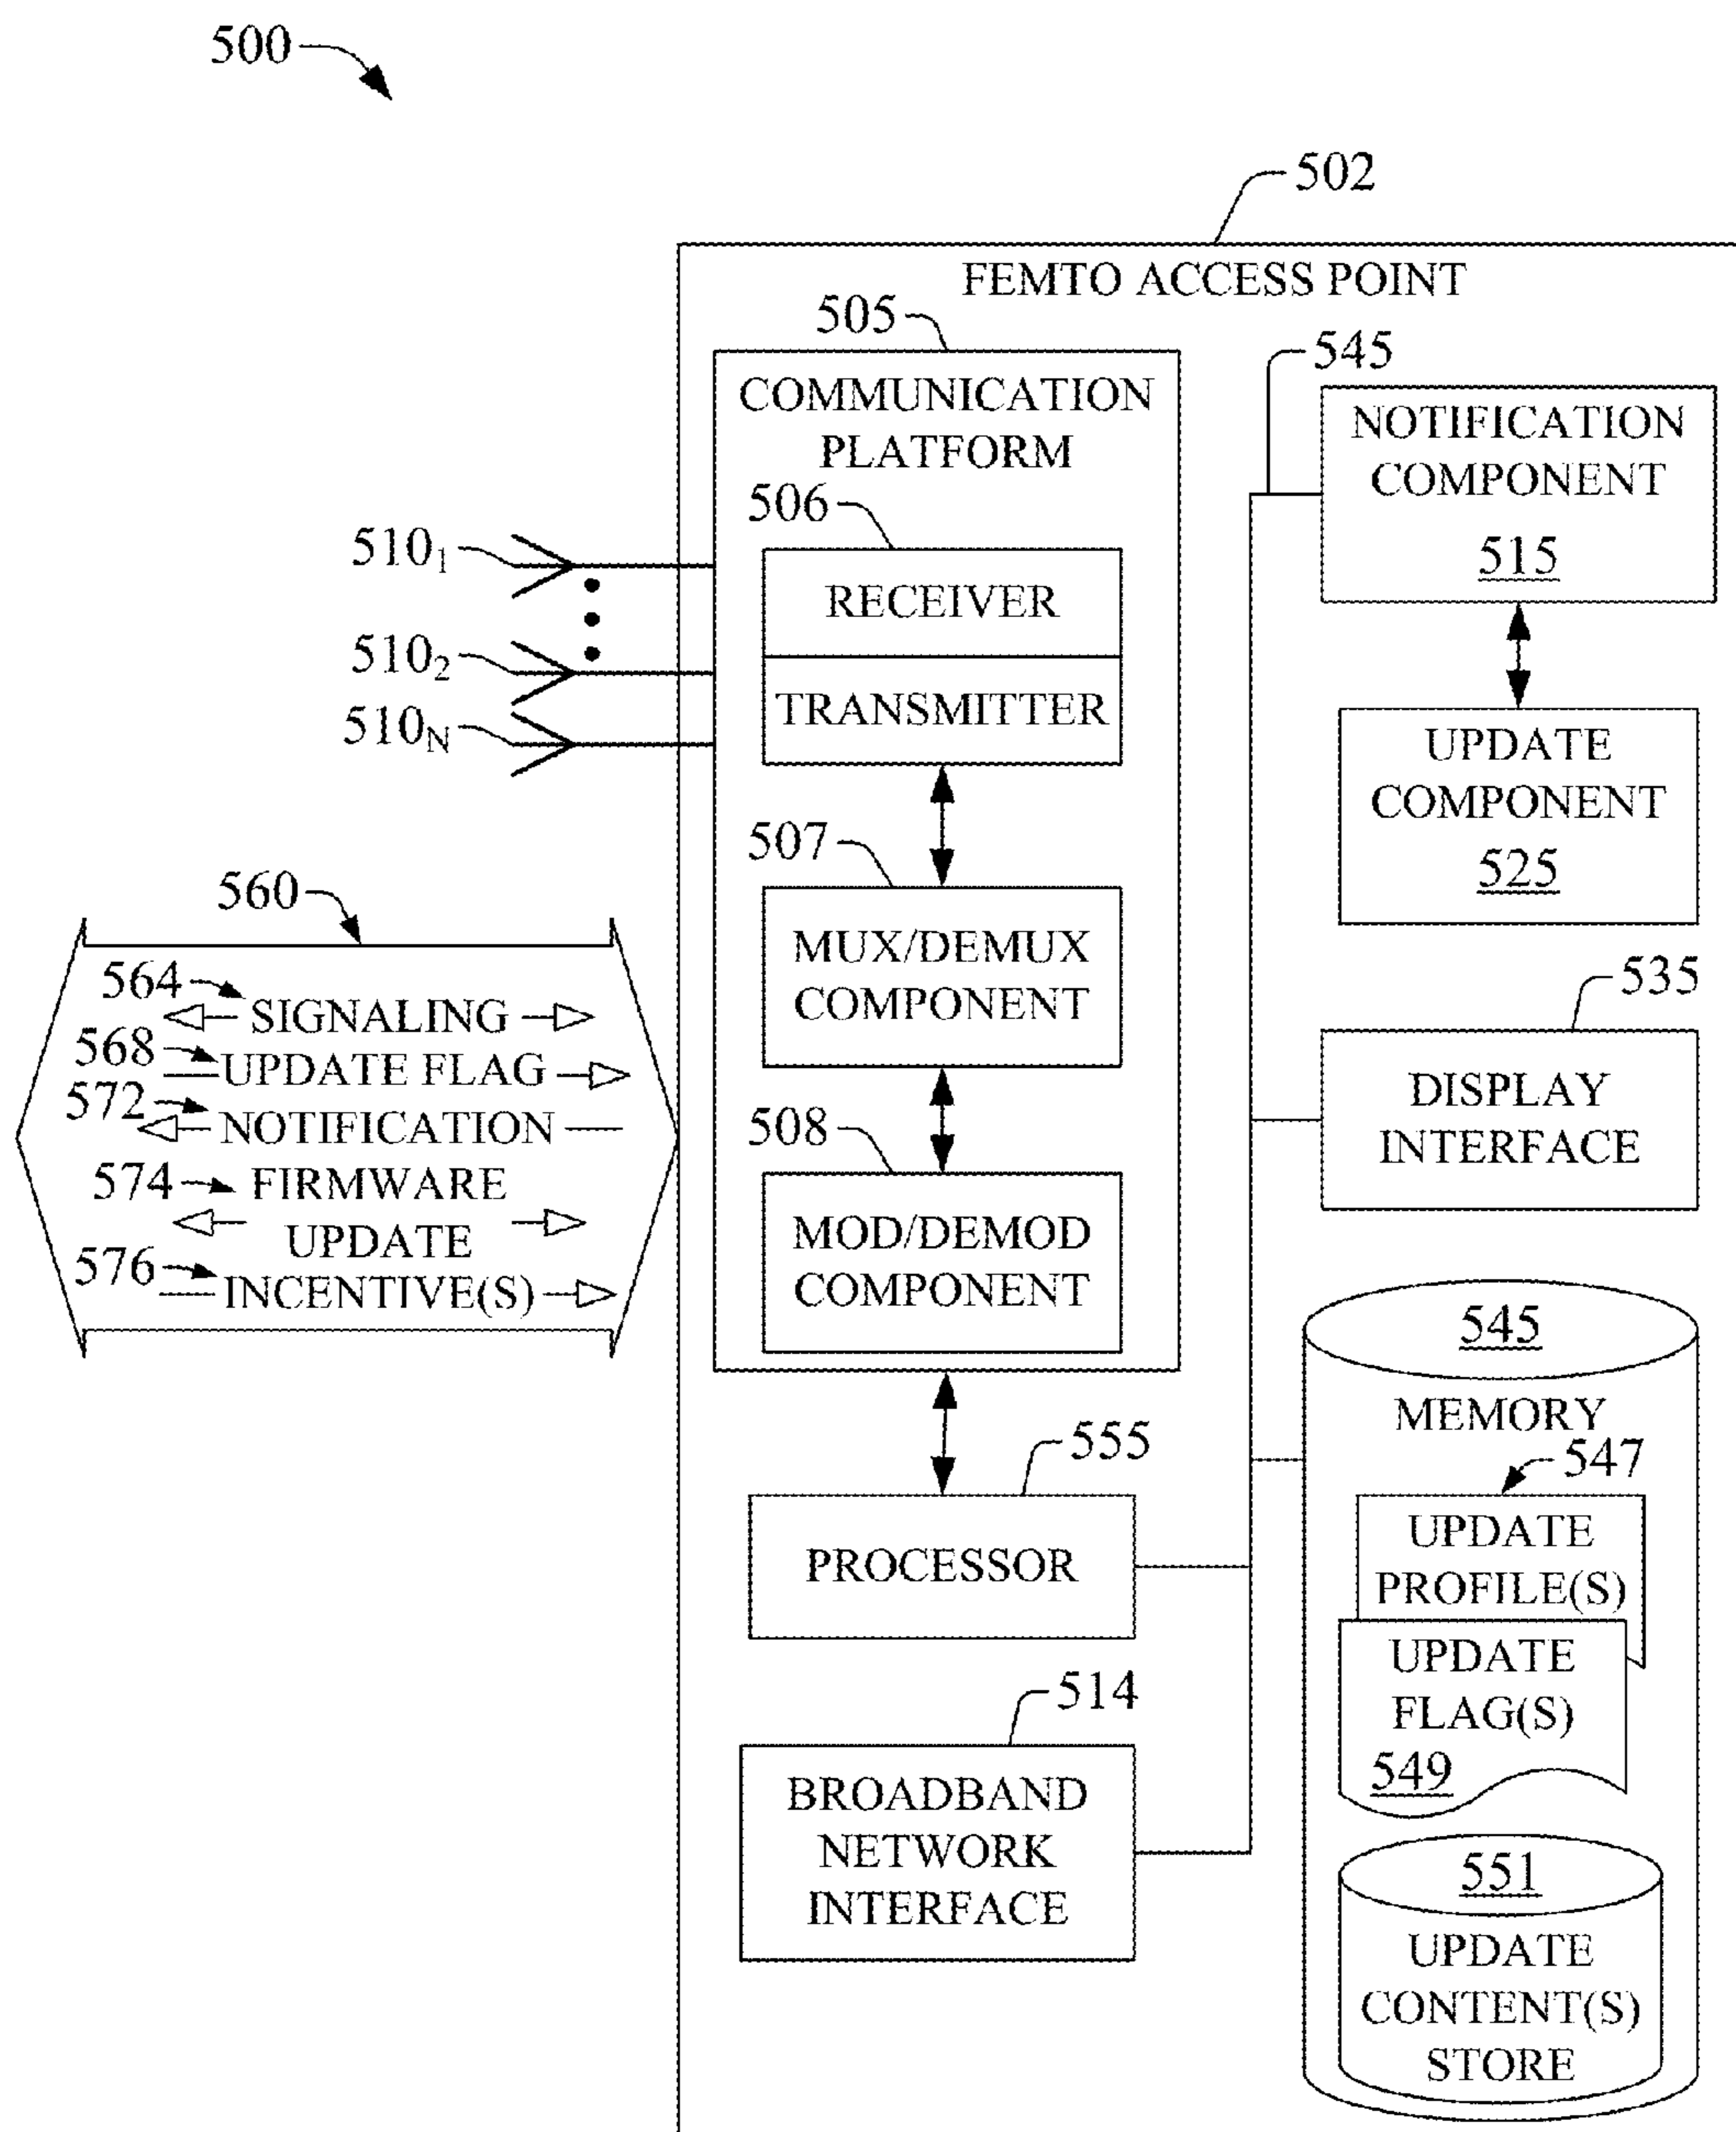 500
502
FEMTO ACCESS POINT
505
COMMUNICATION
PLATFORM
506
RECEIVER
TRANSMITTER
510₁
510₂
510N
507
MUX/DEMUX
COMPONENT
508
MOD/DEMOD
COMPONENT
560
564
SIGNALING
568
UPDATE FLAG
572
NOTIFICATION
574
FIRMWARE
UPDATE
576
INCENTIVE(S)
555
PROCESSOR
514
BROADBAND
NETWORK
INTERFACE
545
NOTIFICATION
COMPONENT
515
UPDATE
COMPONENT
525
535
DISPLAY
INTERFACE
545
MEMORY
547
UPDATE
PROFILE(S)
UPDATE
FLAG(S)
549
551
UPDATE
CONTENT(S)
STORE